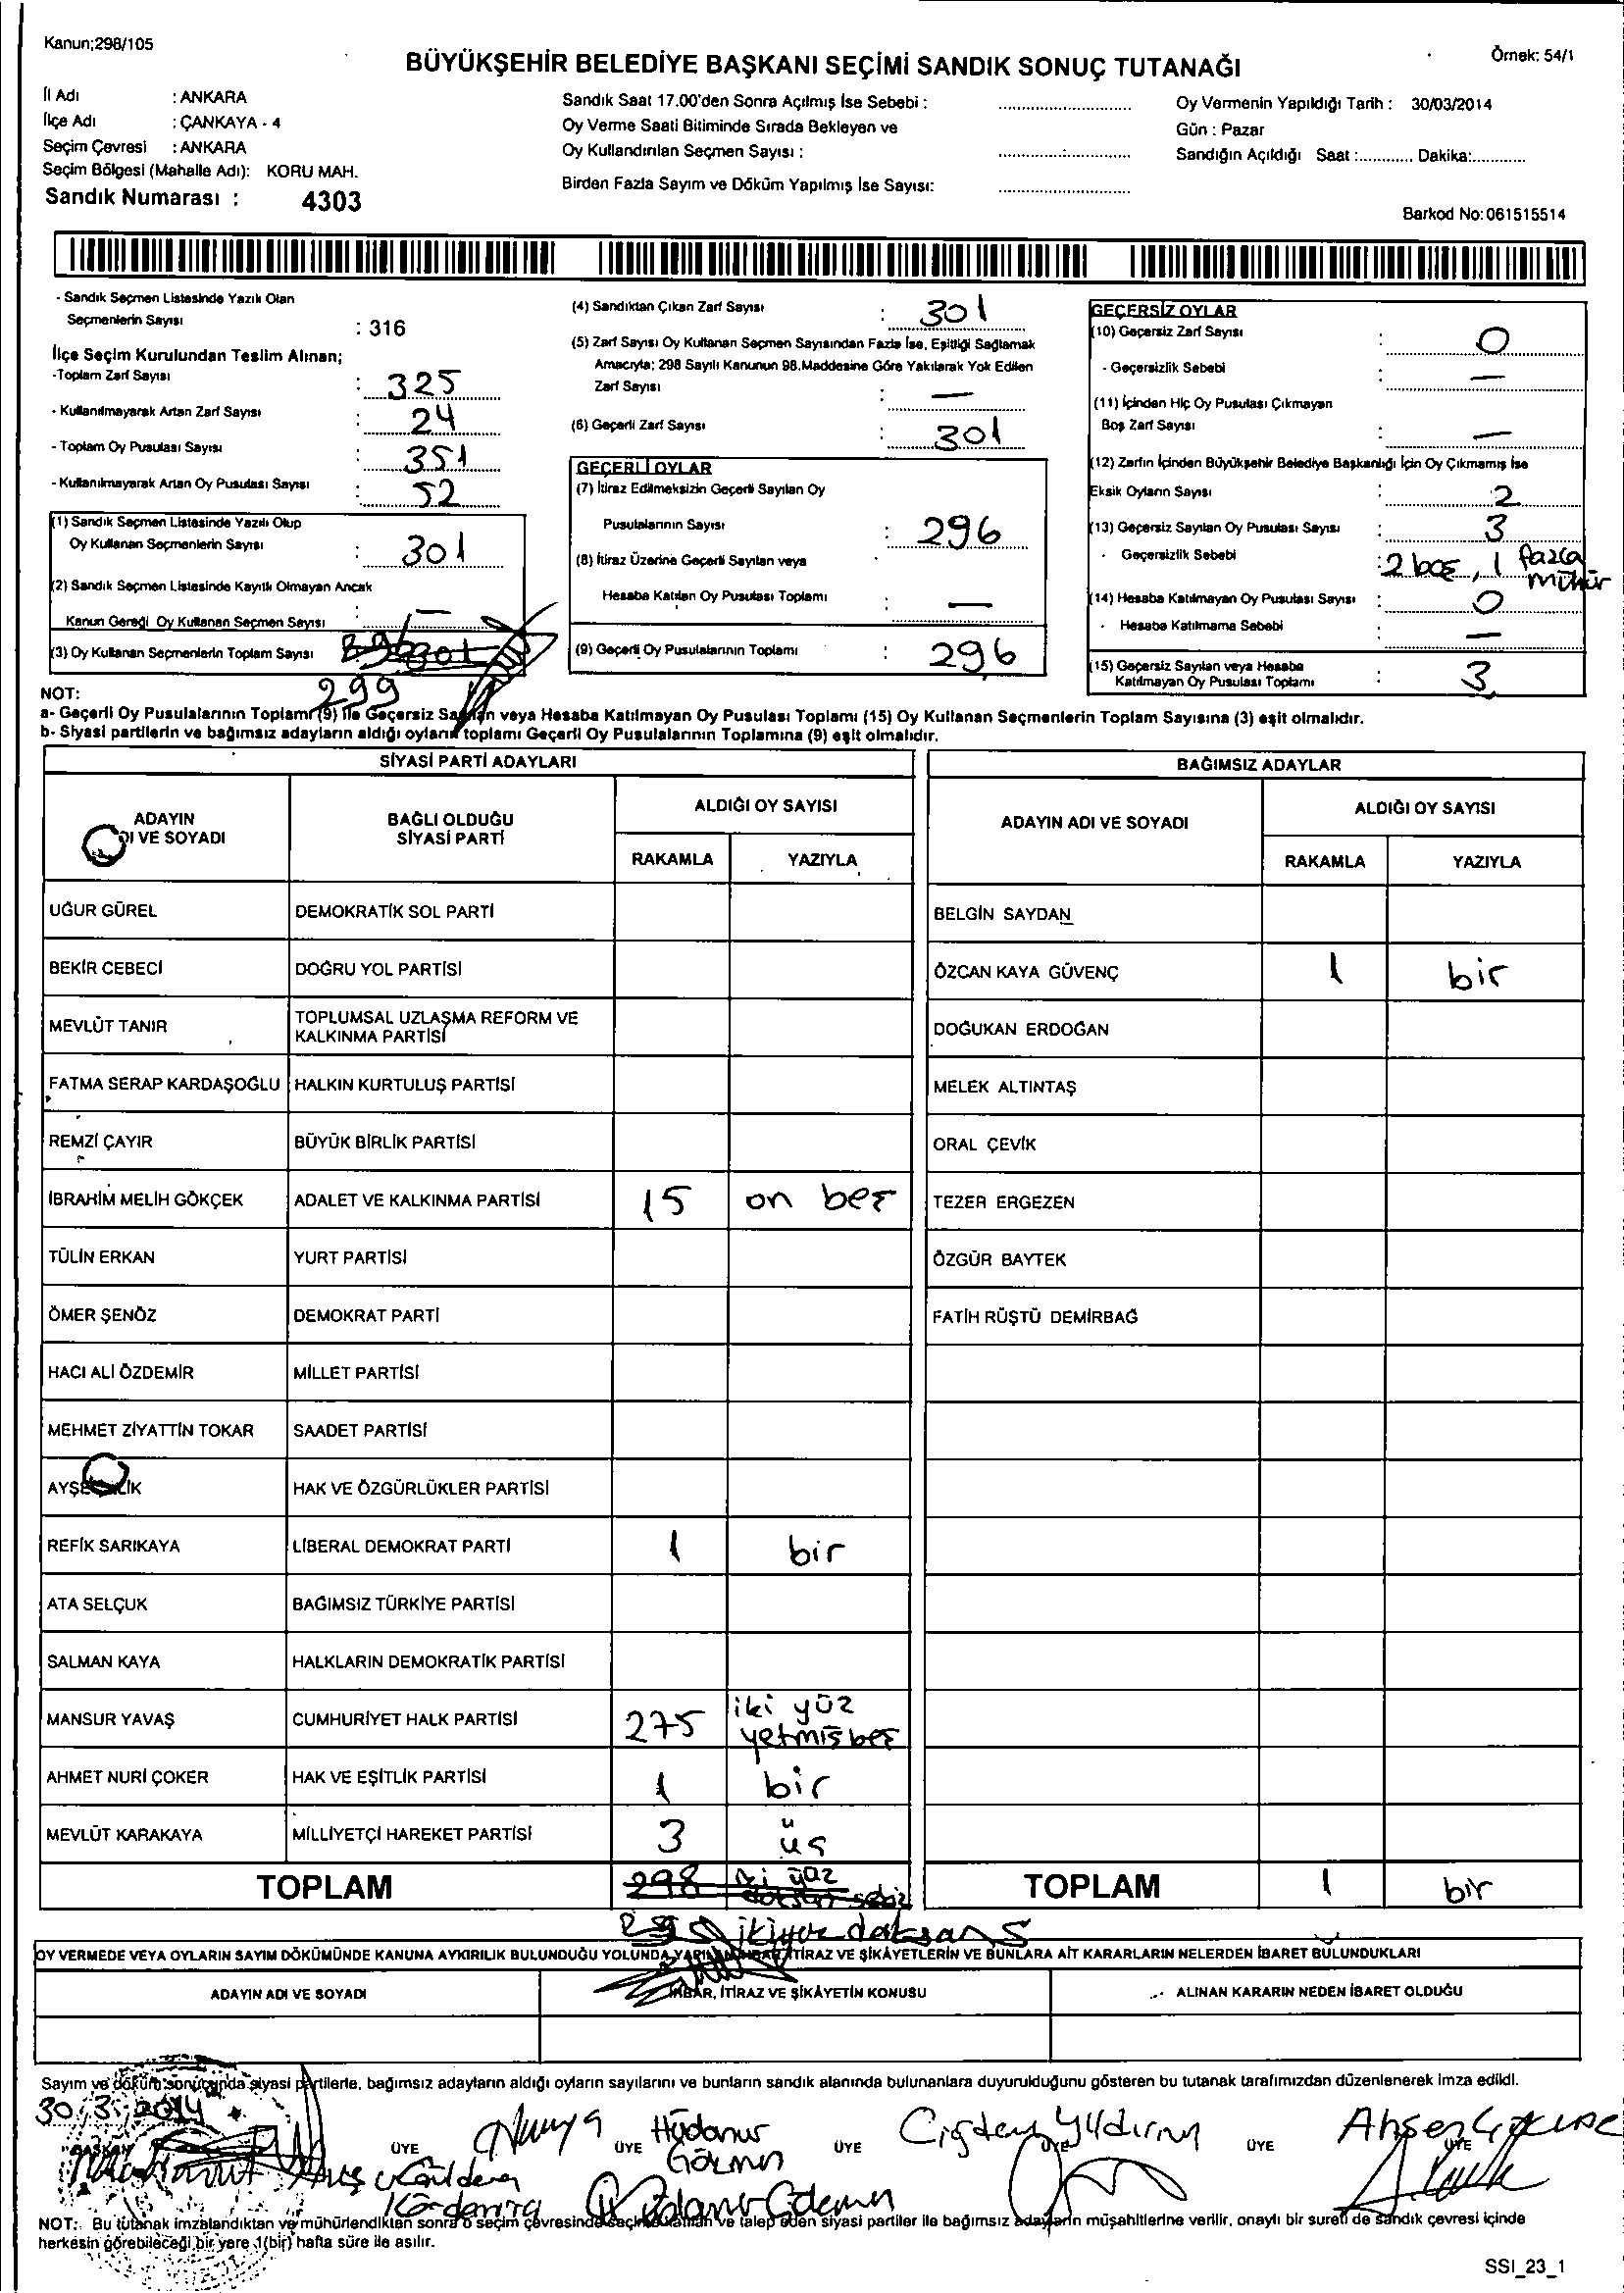 Kanun;298/105
BÜYÜKŞEHİR BELEDİYE BAŞKANI SEÇİMİ SANDIK SONUÇ TUTANAĞI
Örnek: 54/1
İl Adı : ANKARA
İlçe Adı : ÇANKAYA - 4
Seçim Çevresi : ANKARA
Seçim Bölgesi (Mahalle Adı): KORU MAH.
Sandık Numarası : 4303
Sandık Saat 17.00'den Sonra Açılmış İse Sebebi :
Oy Verme Saati Bitiminde Sırada Bekleyen ve
Oy Kullandırılan Seçmen Sayısı :
Birden Fazla Sayım ve Döküm Yapılmış İse Sayısı:
Oy Vermenin Yapıldığı Tarih : 30/03/2014
Gün : Pazar
Sandığın Açıldığı Saat :............ Dakika:............
Barkod No: 061515514
- Sandık Seçmen Listesinde Yazılı Olan
Seçmenlerin Sayısı : 316
İlçe Seçim Kurulundan Teslim Alınan;
-Toplam Zarf Sayısı : 325
- Kullanılmayarak Artan Zarf Sayısı : 24
- Toplam Oy Pusulası Sayısı : 351
- Kullanılmayarak Artan Oy Pusulası Sayısı : 52
(1) Sandık Seçmen Listesinde Yazılı Olup
Oy Kullanan Seçmenlerin Sayısı : 301
(2) Sandık Seçmen Listesinde Kayıtlı Olmayan Ancak
Kanun Gereği Oy Kullanan Seçmen Sayısı : —
(3) Oy Kullanan Seçmenlerin Toplam Sayısı
299
(4) Sandıktan Çıkan Zarf Sayısı : 301
(5) Zarf Sayısı Oy Kullanan Seçmen Sayısından Fazla İse, Eşitliği Sağlamak
Amacıyla; 298 Sayılı Kanunun 98.Maddesine Göre Yakılarak Yok Edilen
Zarf Sayısı : —
(6) Geçerli Zarf Sayısı : 301
GEÇERLİ OYLAR
(7) İtiraz Edilmeksizin Geçerli Sayılan Oy
Pusulalarının Sayısı : 296
(8) İtiraz Üzerine Geçerli Sayılan veya
Hesaba Katılan Oy Pusulası Toplamı : —
(9) Geçerli Oy Pusulalarının Toplamı : 296
GEÇERSİZ OYLAR
(10) Geçersiz Zarf Sayısı : 0
- Geçersizlik Sebebi : —
(11) İçinden Hiç Oy Pusulası Çıkmayan
Boş Zarf Sayısı : —
(12) Zarfın İçinden Büyükşehir Belediye Başkanlığı İçin Oy Çıkmamış İse
Eksik Oyların Sayısı : 2
(13) Geçersiz Sayılan Oy Pusulası Sayısı : 3
- Geçersizlik Sebebi : 2 boş, 1 fazla
mühür
(14) Hesaba Katılmayan Oy Pusulası Sayısı : 0
- Hesaba Katılmama Sebebi : —
(15) Geçersiz Sayılan veya Hesaba
Katılmayan Oy Pusulası Toplamı : 3
NOT:
a- Geçerli Oy Pusulalarının Toplamı (9) ile Geçersiz Sayılan veya Hesaba Katılmayan Oy Pusulası Toplamı (15) Oy Kullanan Seçmenlerin Toplam Sayısına (3) eşit olmalıdır.
b- Siyasi partilerin ve bağımsız adayların aldığı oyların toplamı Geçerli Oy Pusulalarının Toplamına (9) eşit olmalıdır.
SİYASİ PARTİ ADAYLARI
ADAYIN
ADI VE SOYADI
BAĞLI OLDUĞU
SİYASİ PARTİ
ALDIĞI OY SAYISI
RAKAMLA YAZIYLA
UĞUR GÜREL DEMOKRATİK SOL PARTİ
BEKİR CEBECİ DOĞRU YOL PARTİSİ
MEVLÜT TANIR TOPLUMSAL UZLAŞMA REFORM VE
KALKINMA PARTİSİ
FATMA SERAP KARDAŞOĞLU HALKIN KURTULUŞ PARTİSİ
REMZİ ÇAYIR BÜYÜK BİRLİK PARTİSİ
İBRAHİM MELİH GÖKÇEK ADALET VE KALKINMA PARTİSİ 15 on beş
TÜLİN ERKAN YURT PARTİSİ
ÖMER ŞENÖZ DEMOKRAT PARTİ
HACI ALİ ÖZDEMİR MİLLET PARTİSİ
MEHMET ZİYATTİN TOKAR SAADET PARTİSİ
HAK VE ÖZGÜRLÜKLER PARTİSİ
REFİK SARIKAYA LİBERAL DEMOKRAT PARTİ 1 bir
ATA SELÇUK BAĞIMSIZ TÜRKİYE PARTİSİ
SALMAN KAYA HALKLARIN DEMOKRATİK PARTİSİ
MANSUR YAVAŞ CUMHURİYET HALK PARTİSİ 275 iki yüz
yetmiş beş
AHMET NURİ ÇOKER HAK VE EŞİTLİK PARTİSİ 1 bir
MEVLÜT KARAKAYA MİLLİYETÇİ HAREKET PARTİSİ 3 üç
TOPLAM 298 iki yüz
doksan sekiz
BAĞIMSIZ ADAYLAR
ADAYIN ADI VE SOYADI
ALDIĞI OY SAYISI
RAKAMLA YAZIYLA
BELGİN SAYDAN
ÖZCAN KAYA GÜVENÇ 1 bir
DOĞUKAN ERDOĞAN
MELEK ALTINTAŞ
ORAL ÇEVİK
TEZER ERGEZEN
ÖZGÜR BAYTEK
FATİH RÜŞTÜ DEMİRBAĞ
TOPLAM 1 bir
OY VERMEDE VEYA OYLARIN SAYIM DÖKÜMÜNDE KANUNA AYKIRILIK BULUNDUĞU YOLUNDA YAPILAN İHBAR, İTİRAZ VE ŞİKÂYETLERİN VE BUNLARA AİT KARARLARIN NELERDEN İBARET BULUNDUKLARI
ADAYIN ADI VE SOYADI
İHBAR, İTİRAZ VE ŞİKÂYETİN KONUSU
ALINAN KARARIN NEDEN İBARET OLDUĞU
Sayım ve döküm sonucunda siyasi partilerle, bağımsız adayların aldığı oyların sayılarını ve bunların sandık alanında bulunanlara duyurulduğunu gösteren bu tutanak tarafımızdan düzenlenerek imza edildi.
30/3/2014
BAŞKAN ÜYE ÜYE ÜYE ÜYE ÜYE ÜYE
Hüdanur
Çiğdem Yıldırım
NOT: Bu tutanak imzalandıktan ve mühürlendikten sonra o seçim çevresinde seçime katılan ve talep eden siyasi partiler ile bağımsız adayların müşahitlerine verilir, onaylı bir sureti de sandık çevresi içinde
herkesin görebileceği bir yere 1(bir) hafta süre ile asılır.
SSI_23_1